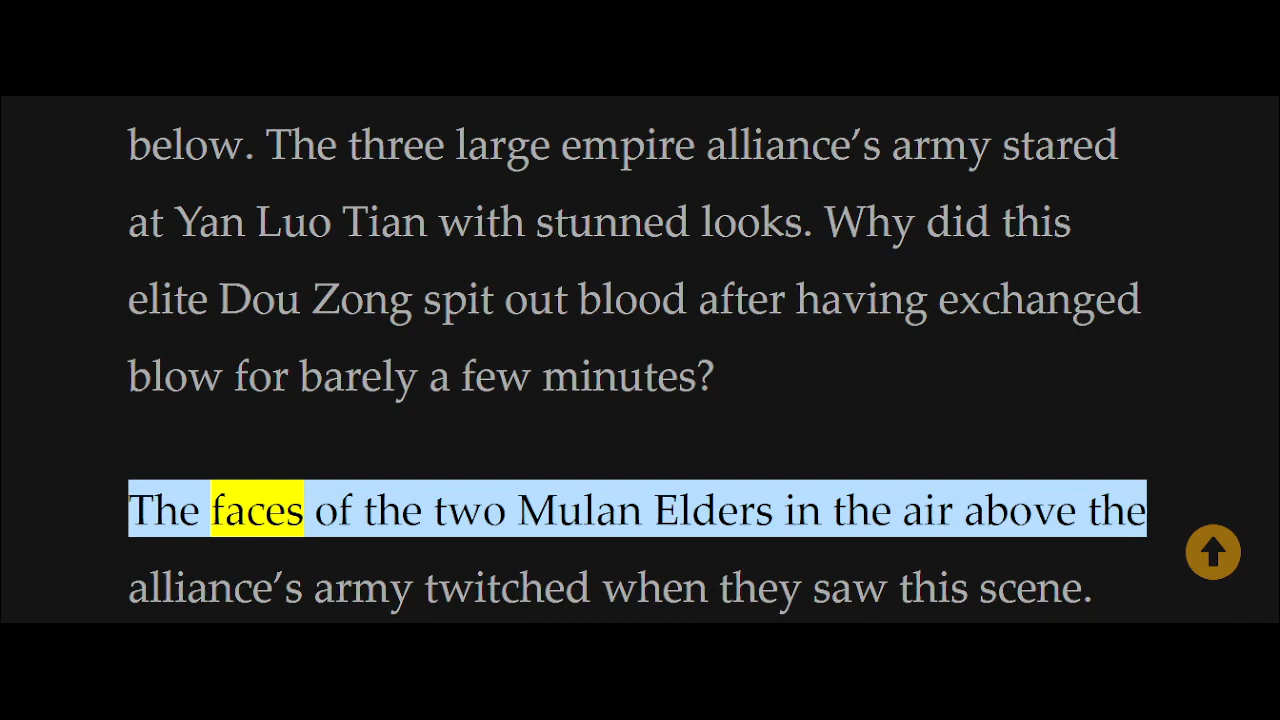 below. The three large empire alliance’s army stared
at Yan Luo Tian with stunned looks. Why did this
elite Dou Zong spit out blood after having exchanged
blow for barely a few minutes?
The faces of the two Mulan Elders in the air above the
alliance’s army twitched when they saw this scene.